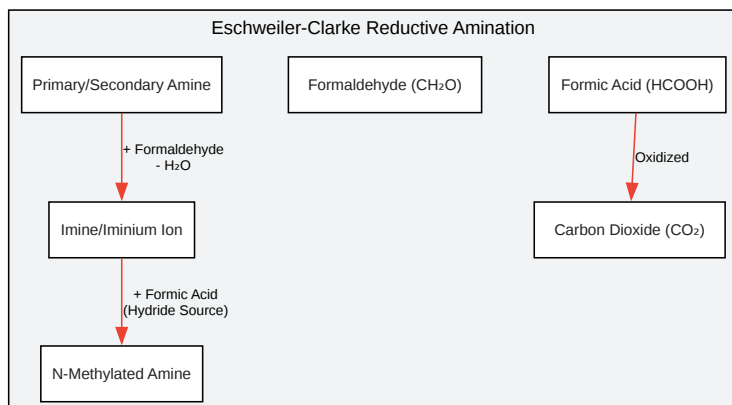 Eschweiler-Clarke Reductive Amination
Primary/Secondary Amine
Formaldehyde (CH₂O)
Formic Acid (HCOOH)
+ Formaldehyde
- H₂O
Oxidized
Imine/Iminium Ion
Carbon Dioxide (CO₂)
+ Formic Acid
(Hydride Source)
N-Methylated Amine